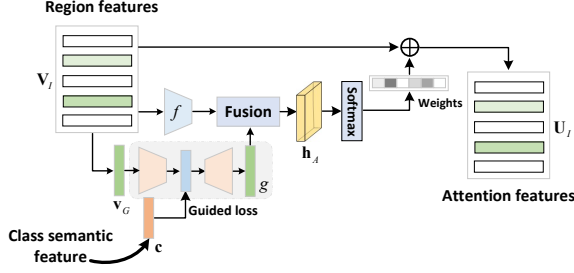 Region features
V_I
f
Fusion
h_A
Softmax
Weights
U_I
Attention features
v_G
g
Guided loss
Class semantic
feature
c